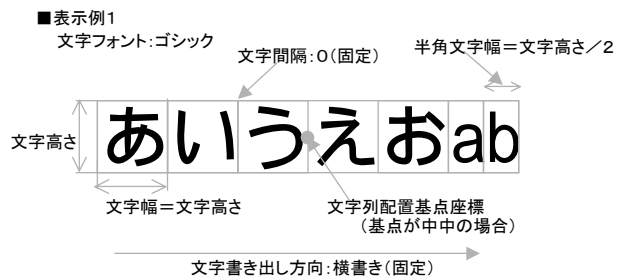 ■表示例1
文字フォント：ゴシック
文字間隔：0（固定）
半角文字幅＝文字高さ／2
文字高さ
あいうえおab
文字幅＝文字高さ
文字列配置基点座標
（基点が中中の場合）
文字書き出し方向：横書き（固定）